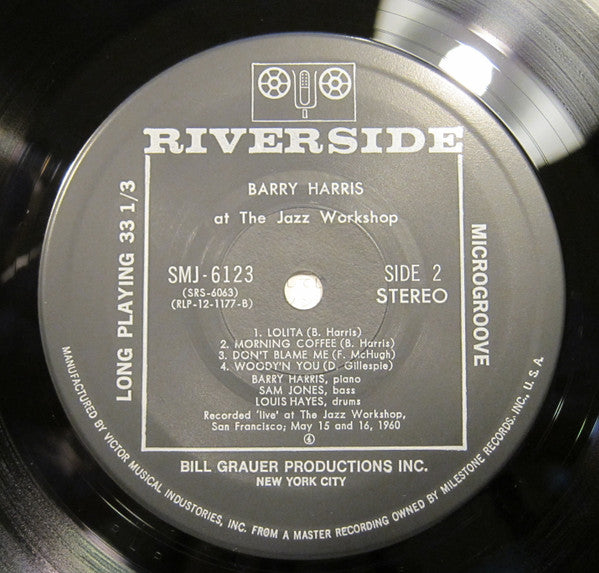 RIVERSIDE
BARRY HARRIS
at The Jazz Workshop
LONG PLAYING 33 1/3
MICROGROOVE
SMJ-6123
(SRS-6063)
(RLP-12-1177-B)
SIDE 2
STEREO
1. LOLITA (B. Harris)
2. MORNING COFFEE (B. Harris)
3. DON'T BLAME ME (F. McHugh)
4. WOODY'N YOU (D. Gillespie)
BARRY HARRIS, piano
SAM JONES, bass
LOUIS HAYES, drums
Recorded 'live' at The Jazz Workshop,
San Francisco; May 15 and 16, 1960
4
BILL GRAUER PRODUCTIONS INC.
NEW YORK CITY
MANUFACTURED BY VICTOR MUSICAL INDUSTORIES, INC. FROM A MASTER RECORDING OWNED BY MILESTONE RECORDS, INC., U. S. A.